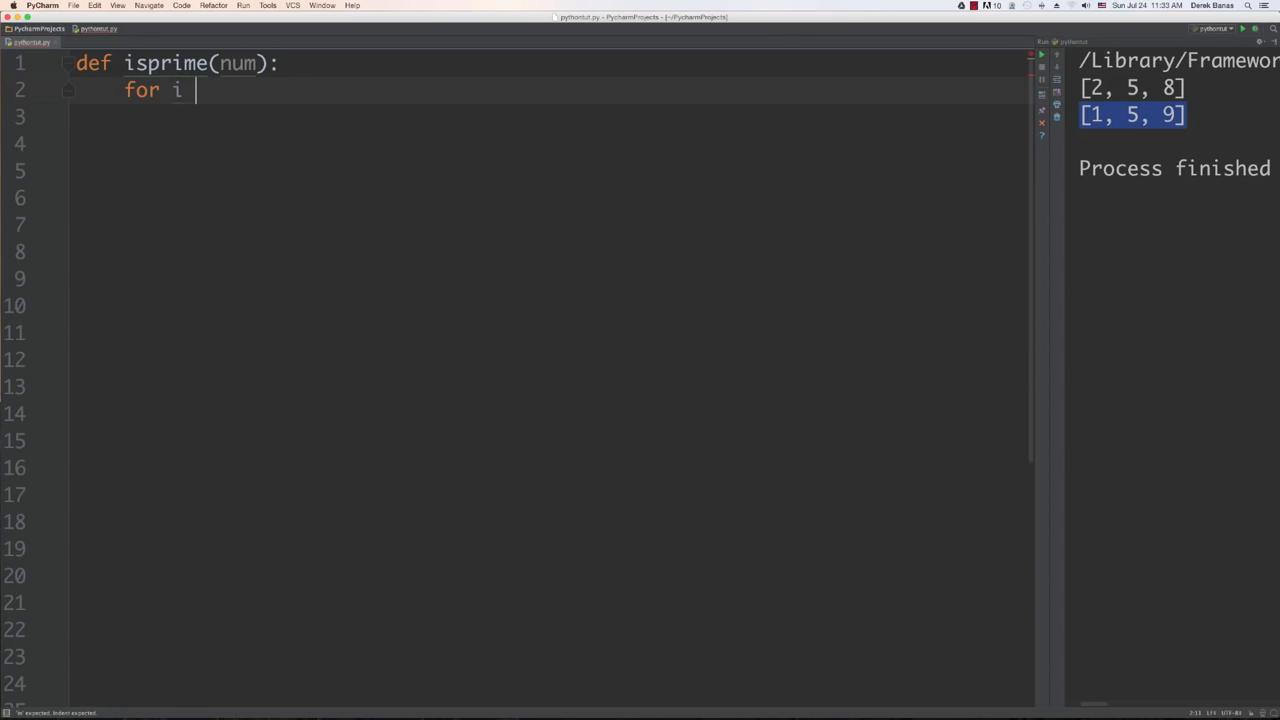 PyCharm File Edit View Navigate Code Refactor Run Tools VCS Window Help
10 Sun Jul 24 11:33 AM Derek Banas
pythontut.py - PycharmProjects - [~/PycharmProjects]
PycharmProjects pythontut.py
pythontut
pythontut.py
Run pythontut
1 def isprime(num):
2 for i
3
4
5
6
7
8
9
10
11
12
13
14
15
16
17
18
19
20
21
22
23
24
/Library/Framewor
[2, 5, 8]
[1, 5, 9]
Process finished
'in' expected. Indent expected.
2:11 LF÷ UTF-8÷